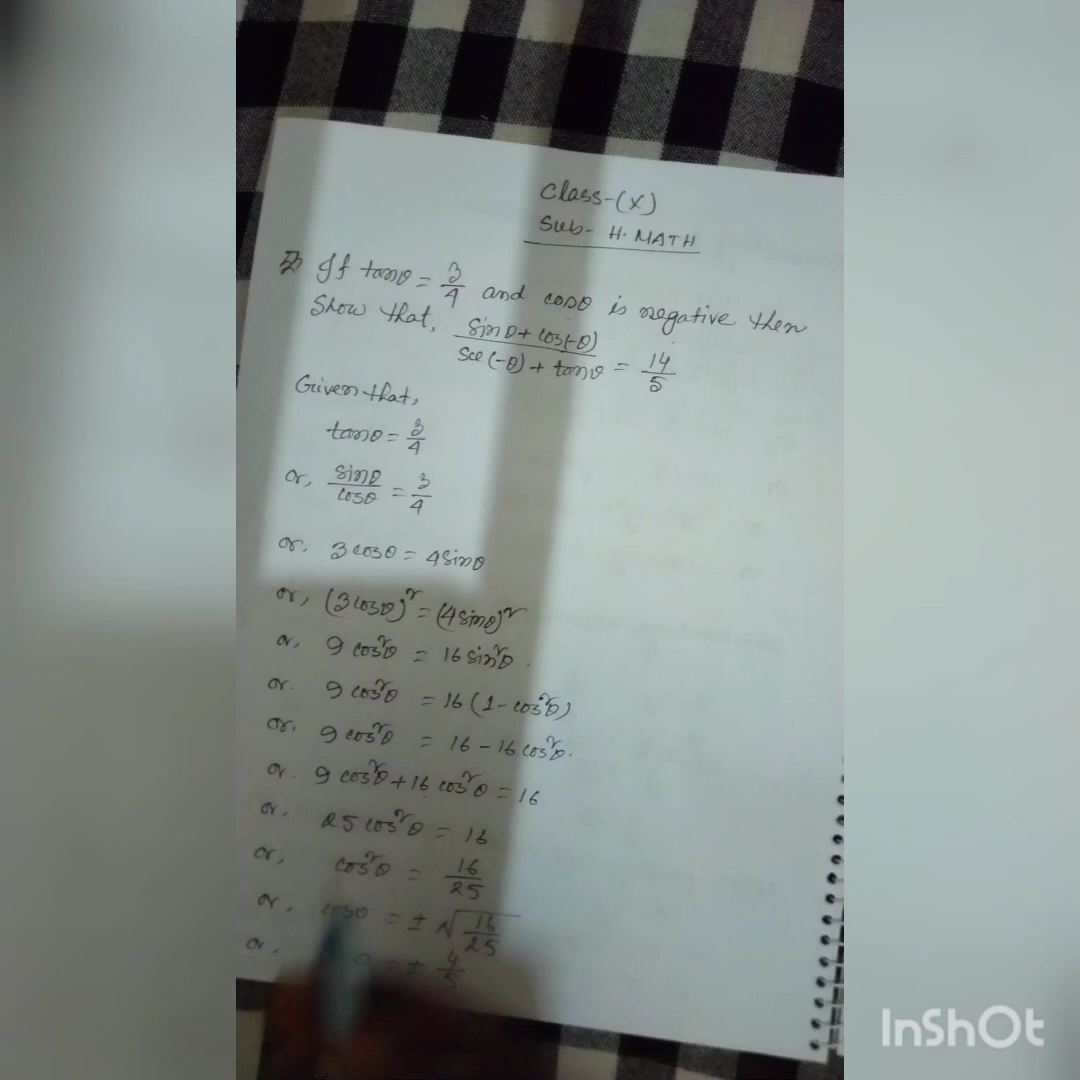 Class-(X)
Sub- H. MATH
If tanθ = 3/4 and cosθ is negative then
Show that, sinθ + cos(-θ) / sce(-θ) + tanθ = 14/5
Given that,
tanθ = 3/4
or, sinθ/cosθ = 3/4
or, 3cosθ = 4sinθ
or, (3cosθ)² = (4sinθ)²
or, 9cos²θ = 16sin²θ.
or. 9cos²θ = 16(1-cos²θ)
or. 9cos²θ = 16-16cos²θ.
or. 9cos²θ+16cos²θ = 16
or. 25cos²θ = 16
or, cos²θ = 16/25
or, cosθ = ±√16/25
or, = ± 4/5
InShOt